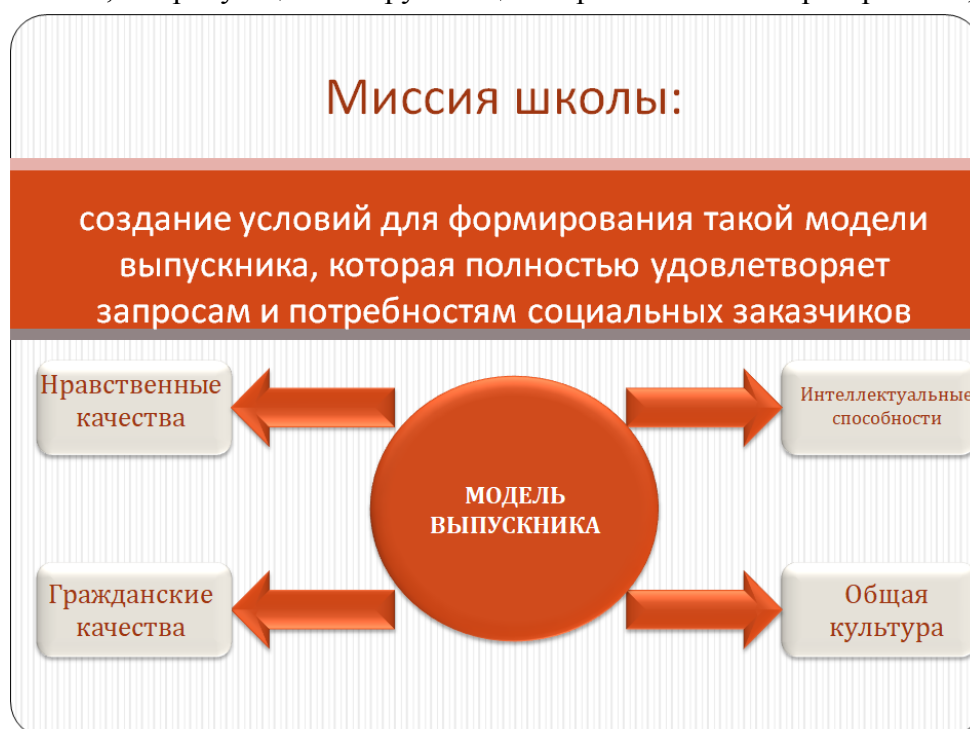 Миссия школы:
создание условий для формирования такой модели
выпускника, которая полностью удовлетворяет
запросам и потребностям социальных заказчиков
Нравственные
качества
Интеллектуальные
способности
МОДЕЛЬ
ВЫПУСКНИКА
Гражданские
качества
Общая
культура